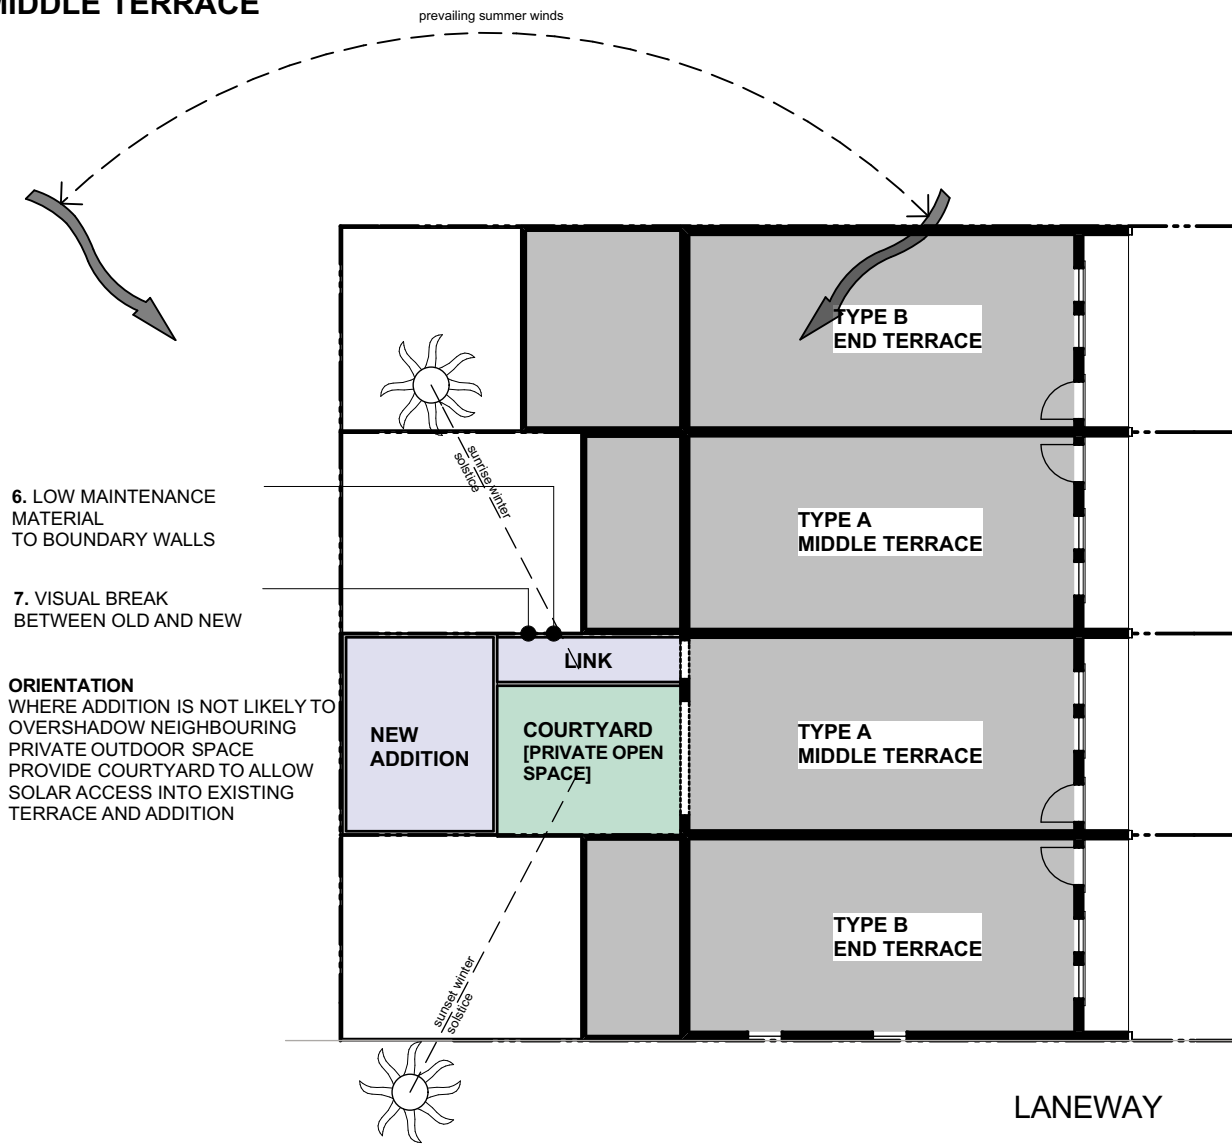 MIDDLE TERRACE
prevailing summer winds
TYPE B
END TERRACE
sunrise winter
solstice
6. LOW MAINTENANCE
MATERIAL
TO BOUNDARY WALLS
TYPE A
MIDDLE TERRACE
7. VISUAL BREAK
BETWEEN OLD AND NEW
LINK
ORIENTATION
WHERE ADDITION IS NOT LIKELY TO
OVERSHADOW NEIGHBOURING
PRIVATE OUTDOOR SPACE
PROVIDE COURTYARD TO ALLOW
SOLAR ACCESS INTO EXISTING
TERRACE AND ADDITION
NEW
ADDITION
COURTYARD
[PRIVATE OPEN
SPACE]
TYPE A
MIDDLE TERRACE
TYPE B
END TERRACE
sunset winter
solstice
LANEWAY